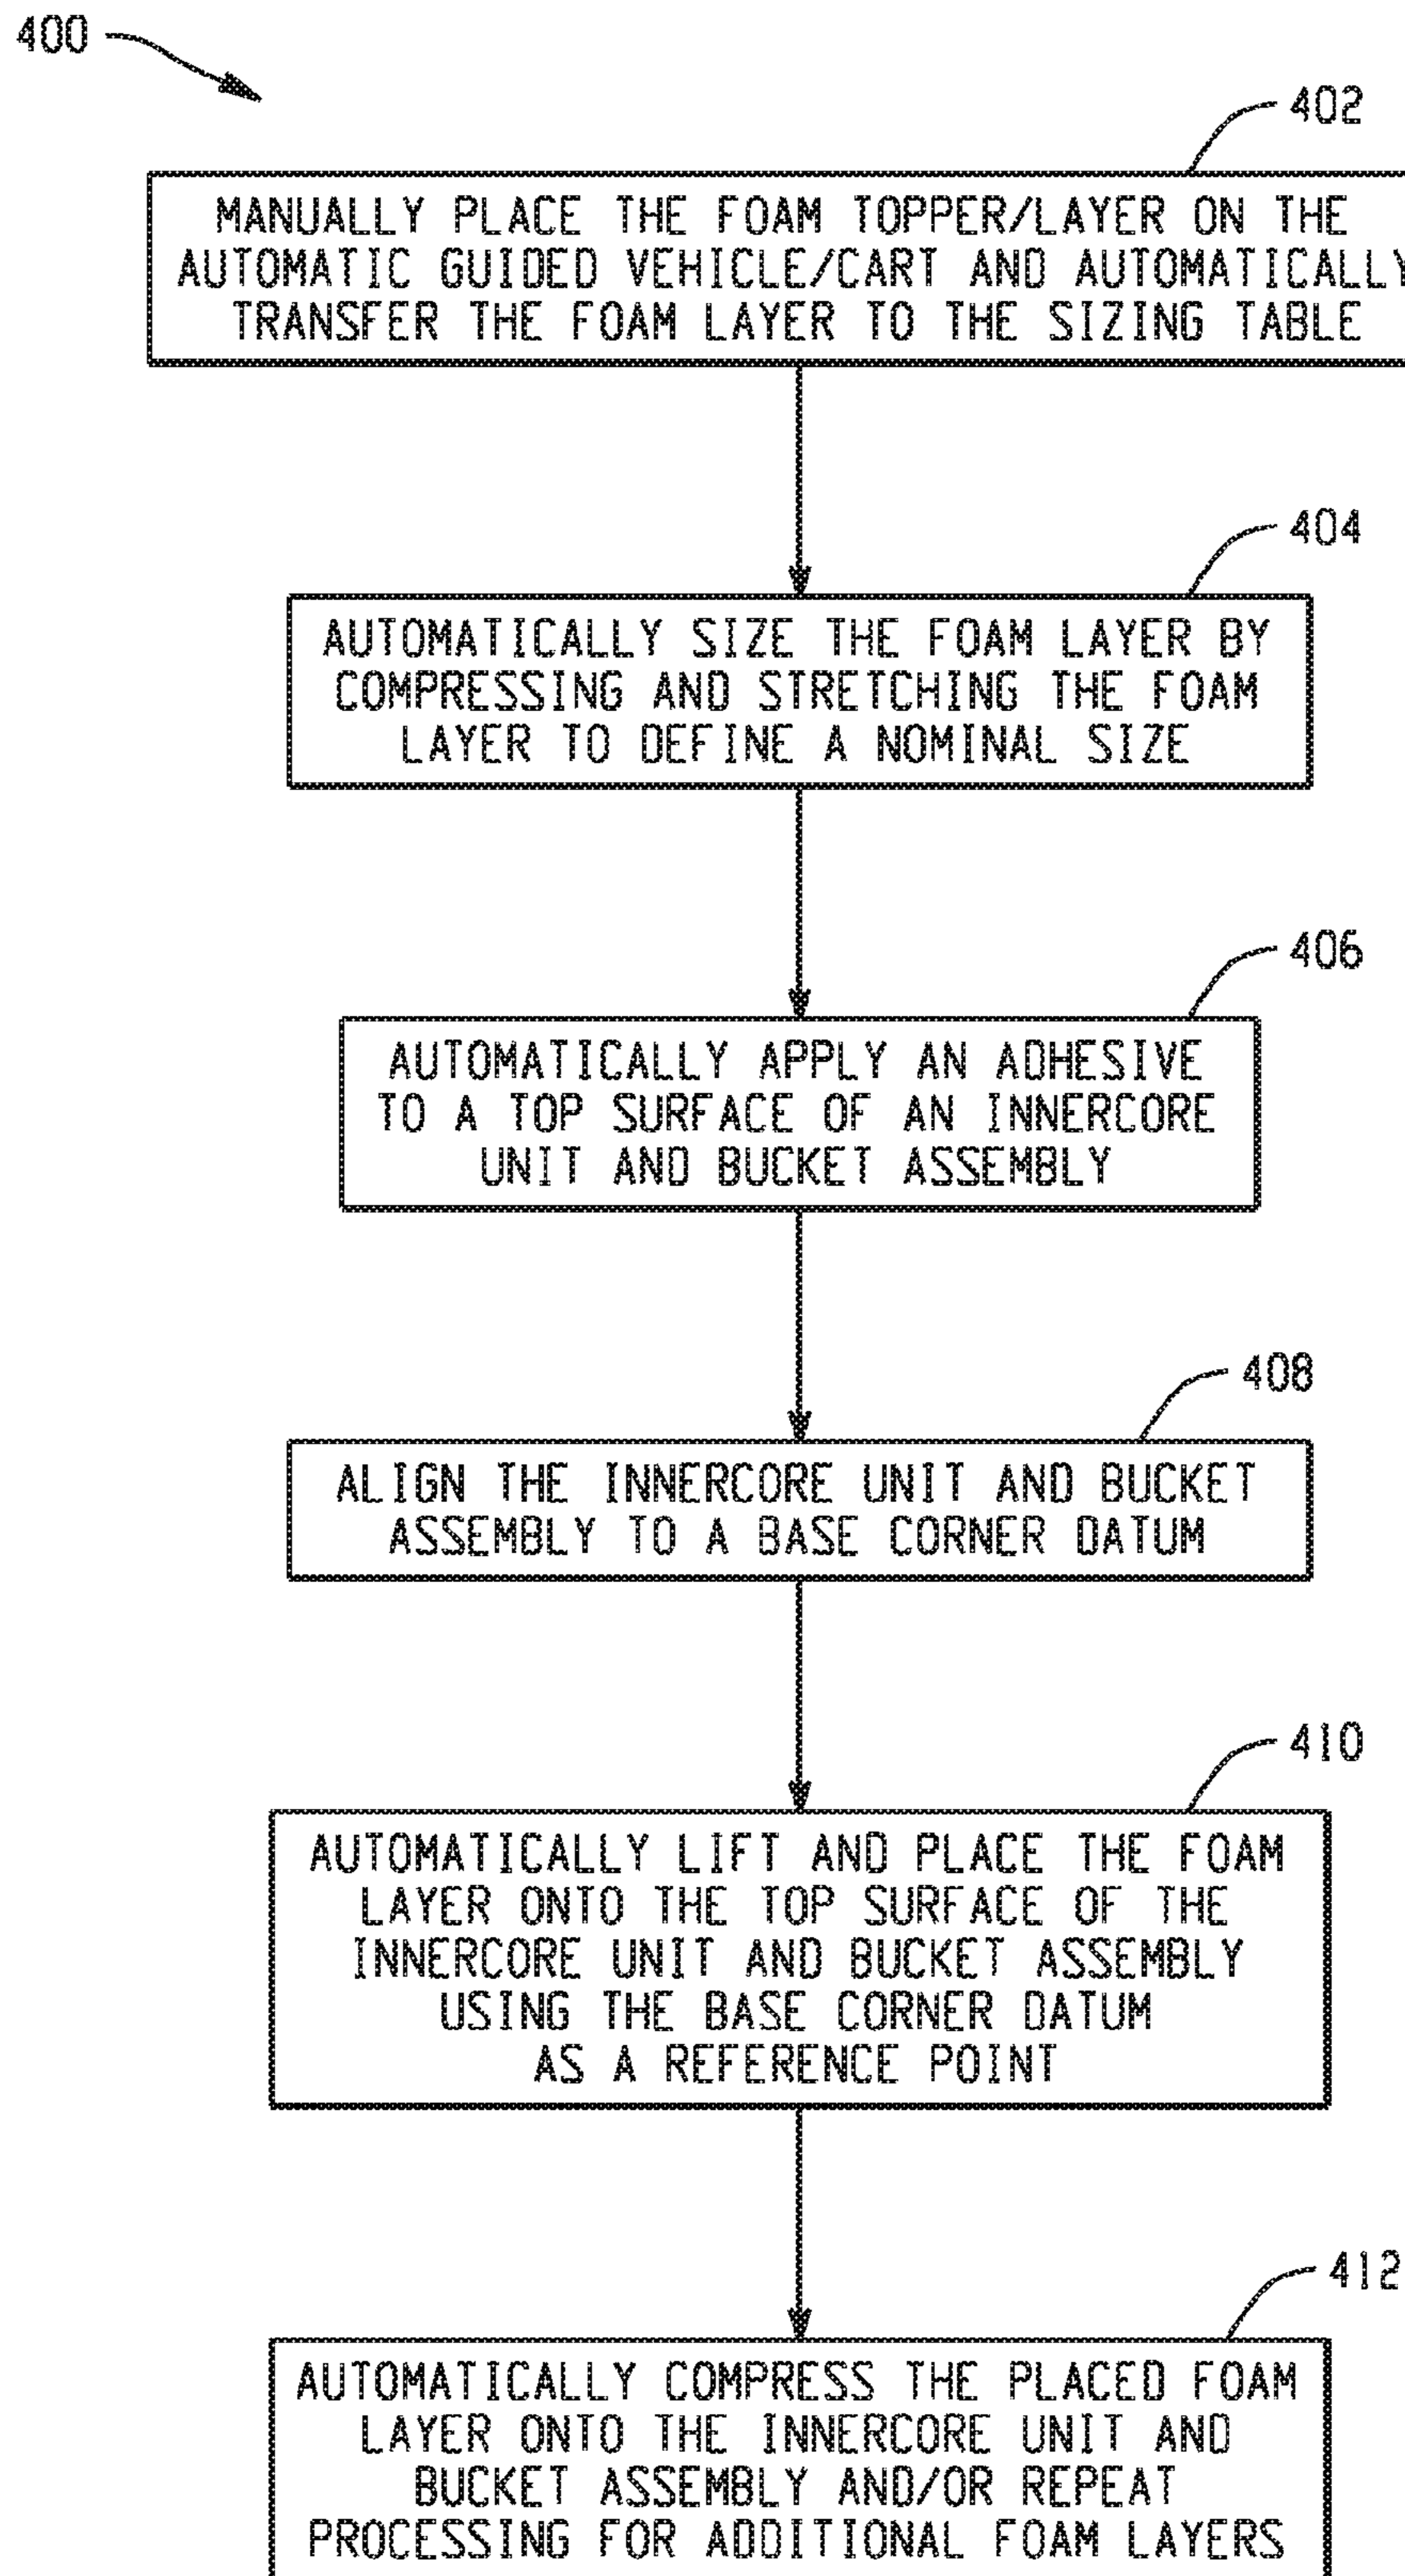 400
402
MANUALLY PLACE THE FOAM TOPPER/LAYER ON THE
AUTOMATIC GUIDED VEHICLE/CART AND AUTOMATICALLY
TRANSFER THE FOAM LAYER TO THE SIZING TABLE
404
AUTOMATICALLY SIZE THE FOAM LAYER BY
COMPRESSING AND STRETCHING THE FOAM
LAYER TO DEFINE A NOMINAL SIZE
406
AUTOMATICALLY APPLY AN ADHESIVE
TO A TOP SURFACE OF AN INNERCORE
UNIT AND BUCKET ASSEMBLY
408
ALIGN THE INNERCORE UNIT AND BUCKET
ASSEMBLY TO A BASE CORNER DATUM
410
AUTOMATICALLY LIFT AND PLACE THE FOAM
LAYER ONTO THE TOP SURFACE OF THE
INNERCORE UNIT AND BUCKET ASSEMBLY
USING THE BASE CORNER DATUM
AS A REFERENCE POINT
412
AUTOMATICALLY COMPRESS THE PLACED FOAM
LAYER ONTO THE INNERCORE UNIT AND
BUCKET ASSEMBLY AND/OR REPEAT
PROCESSING FOR ADDITIONAL FOAM LAYERS